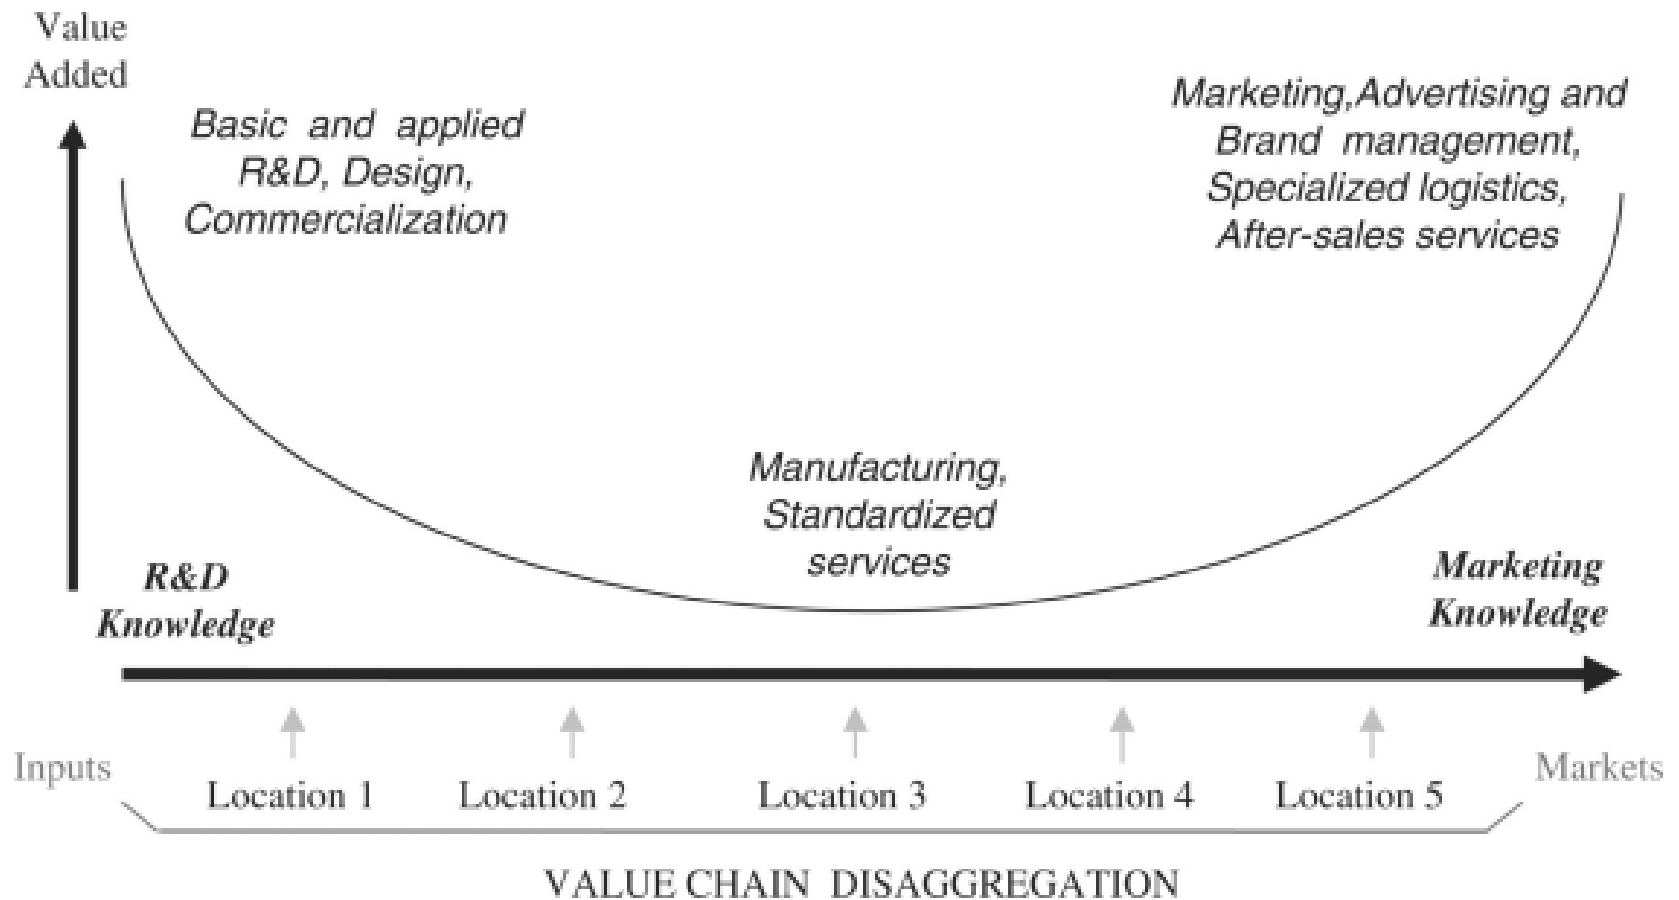 Value
Added
Basic and applied
R&D, Design,
Commercialization
Marketing,Advertising and
Brand management,
Specialized logistics,
After-sales services
Manufacturing,
Standardized
services
R&D
Knowledge
Marketing
Knowledge
Inputs
Location 1
Location 2
Location 3
Location 4
Location 5
Markets
VALUE CHAIN DISAGGREGATION